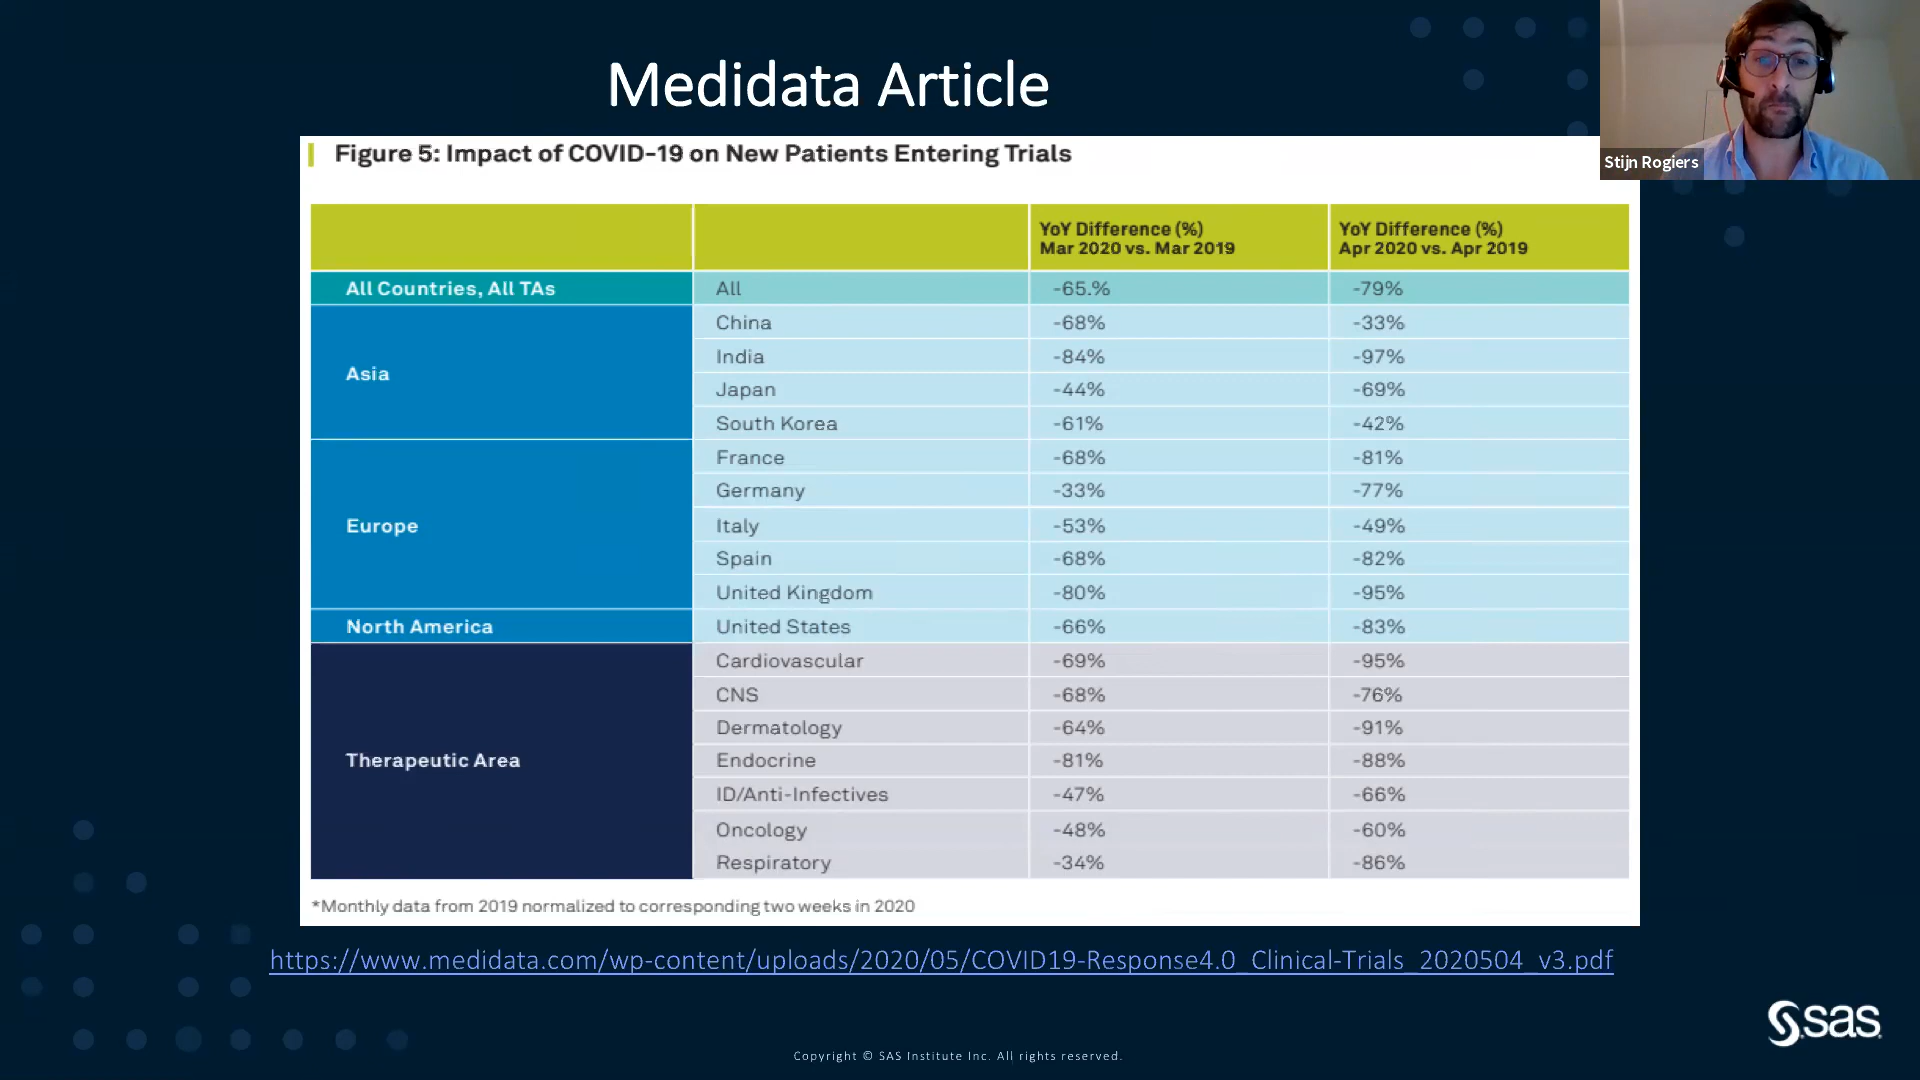 Medidata Article
Stijn Rogiers
Figure 5: Impact of COVID-19 on New Patients Entering Trials
YoY Difference (%) Mar 2020 vs. Mar 2019
YoY Difference (%) Apr 2020 vs. Apr 2019
All Countries, All TAs All -65.% -79%
Asia
China -68% -33%
India -84% -97%
Japan -44% -69%
South Korea -61% -42%
Europe
France -68% -81%
Germany -33% -77%
Italy -53% -49%
Spain -68% -82%
United Kingdom -80% -95%
North America United States -66% -83%
Therapeutic Area
Cardiovascular -69% -95%
CNS -68% -76%
Dermatology -64% -91%
Endocrine -81% -88%
ID/Anti-Infectives -47% -66%
Oncology -48% -60%
Respiratory -34% -86%
*Monthly data from 2019 normalized to corresponding two weeks in 2020
https://www.medidata.com/wp-content/uploads/2020/05/COVID19-Response4.0_Clinical-Trials_2020504_v3.pdf
sas
Copyright © SAS Institute Inc. All rights reserved.